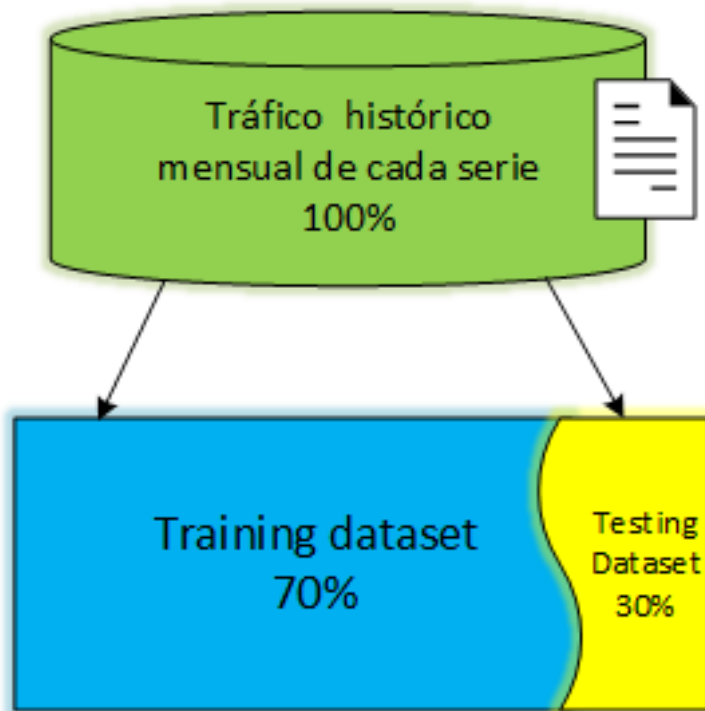 Tráfico histórico
mensual de cada serie
100%
Training dataset
70%
Testing
Dataset
30%